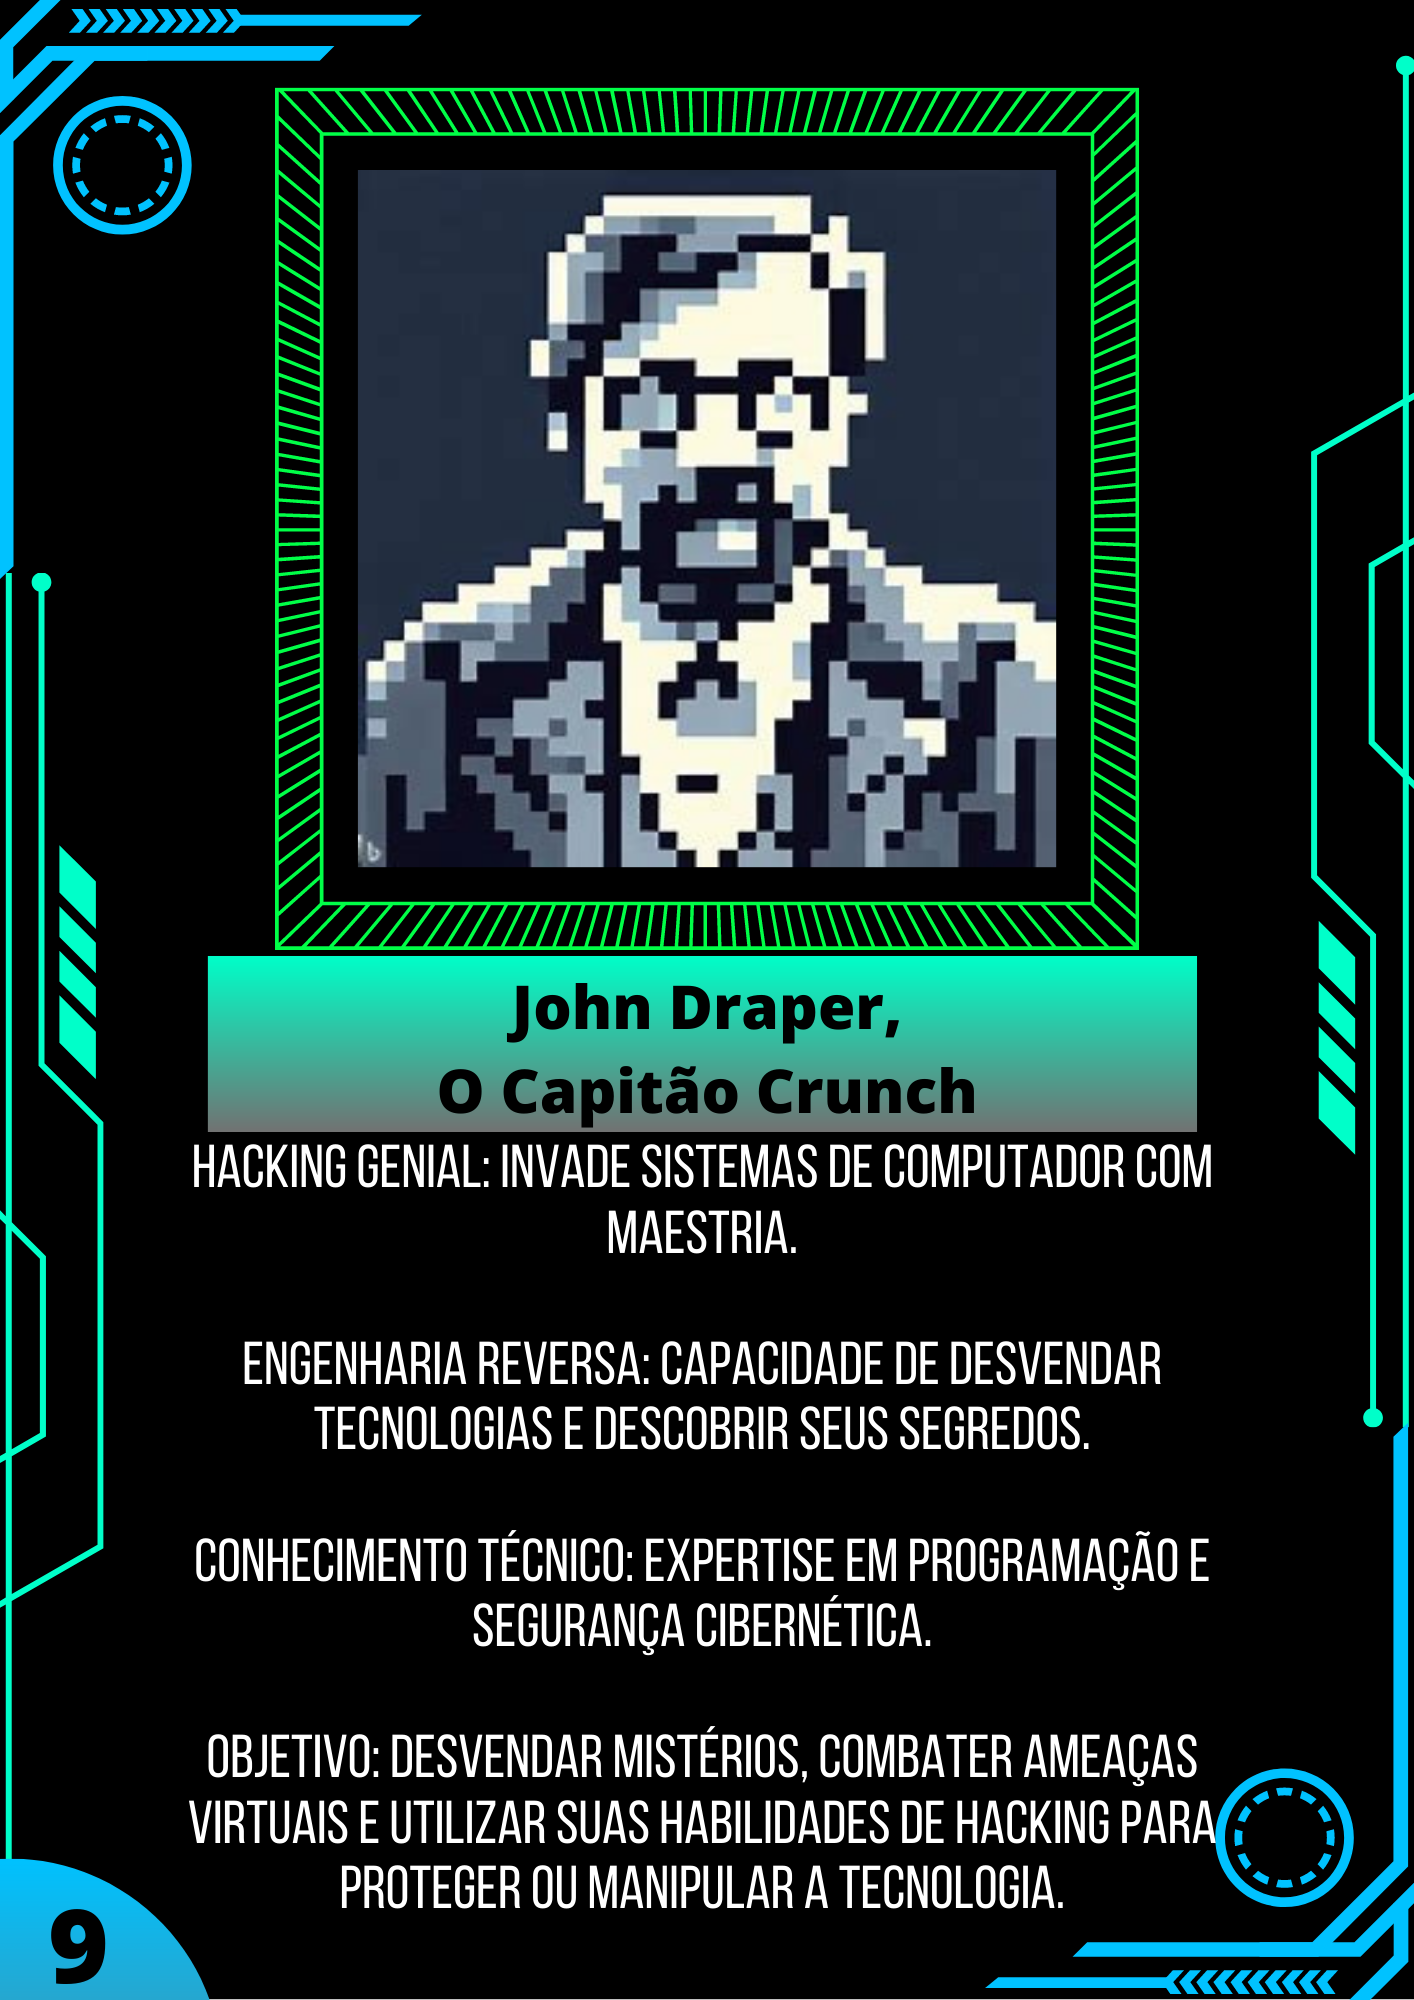 John Draper,
O Capitão Crunch
HACKING GENIAL: INVADE SISTEMAS DE COMPUTADOR COM
MAESTRIA.
ENGENHARIA REVERSA: CAPACIDADE DE DESVENDAR
TECNOLOGIAS E DESCOBRIR SEUS SEGREDOS.
CONHECIMENTO TÉCNICO: EXPERTISE EM PROGRAMAÇÃO E
SEGURANÇA CIBERNÉTICA.
OBJETIVO: DESVENDAR MISTÉRIOS, COMBATER AMEAÇAS
VIRTUAIS E UTILIZAR SUAS HABILIDADES DE HACKING PARA
PROTEGER OU MANIPULAR A TECNOLOGIA.
9